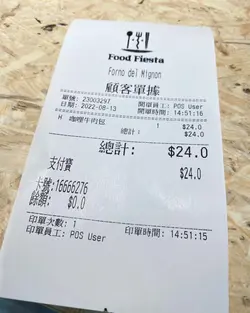 Food Fiesta
Forno del Mignon
顧客單據
單號: 23003297 開單員工: POS User
日期: 2022-08-13 開單時間: 14:51:16
H 咖哩牛肉包 1 $24.0
總計: $24.0
總計: $24.0
支付寶 $24.0
卡號:16666276
餘額: $0.0
印單次數: 1 印單時間: 14:51:15
印單員工: POS User